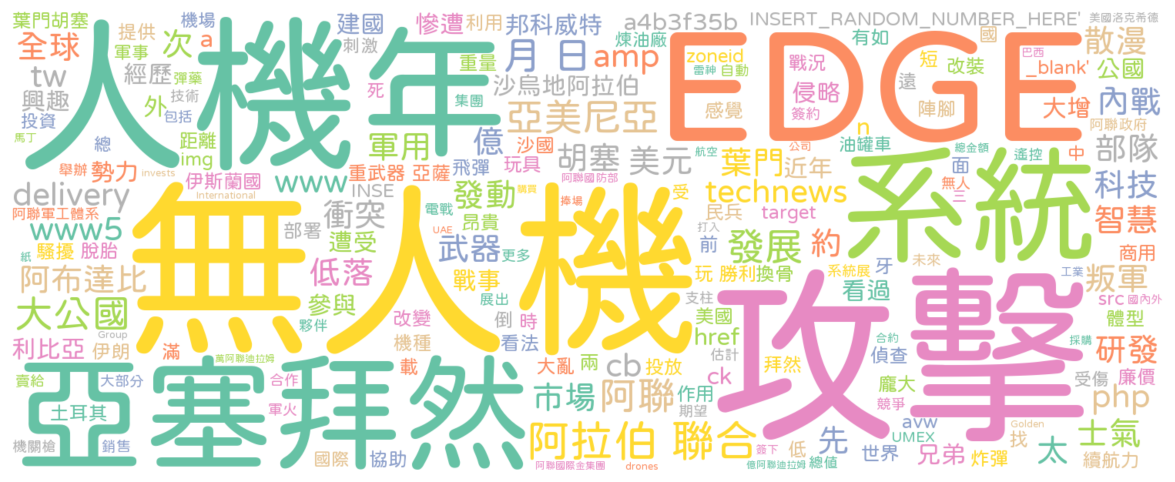 葉門胡塞
機場
建國
慘遭
利用
邦科威特
a4b3f35b
INSERT_RANDOM_NUMBER_HERE'
美國洛克希德
全球
提供
次
a
刺激
重量
煉油廠
zoneid
有如
國
巴西
散漫
軍事
月
日
amp
雷神
自動
戰況
短
改裝
_blank'
公國
tw
經歷
彈藥
死
集團
沙烏地阿拉伯
侵略
遠
大增
內戰
興趣
外
技術
包括
人機年
EDGE
感覺
陣腳
簽約
n
阿聯政府
投資
總
距離
軍用
億
亞美尼亞
油罐車
總金額
遙控
中
部隊
馬丁
img
沙國
航空
公司
舉辦
勢力
invests
重武器
亞薩
飛彈
玩具
胡塞
美元
葉門
近年
面
無人
三
科技
伊斯蘭國
International
www
INSE
發動
購買
阿聯國防部
捧場
受
technews
系統
delivery
阿聯軍工體系
www5
衝突
電戰
昂貴
民兵
target
智慧
紙
騷擾
脫胎
部署
遭受
UAE
武器
更多
打入
前
發展
約
牙
未來
商用
阿布達比
無人機
低落
戰事
玩
勝利
換骨
系統展
工業
叛軍
大公國
參與
展出
支柱
美國
看過
src
國內外
夥伴
改變
倒
時
href
合約
體型
利比亞
伊朗
滿
Group
機種
看法
估計
攻擊
採購
研發
萬阿聯迪拉姆
載
大亂
兩
投放
拜然
偵查
受傷
廉價
賣給
大部分
合作
cb
ck
龐大
亞塞拜然
市場
阿聯
作用
競爭
php
土耳其
軍火
期望
avw
Golden
阿拉伯
聯合
簽下
低
先
UMEX
找
士氣
機關槍
銷售
國際
協助
阿聯國際金集團
drones
億阿聯迪拉姆
總值
世界
兄弟
炸彈
太
續航力